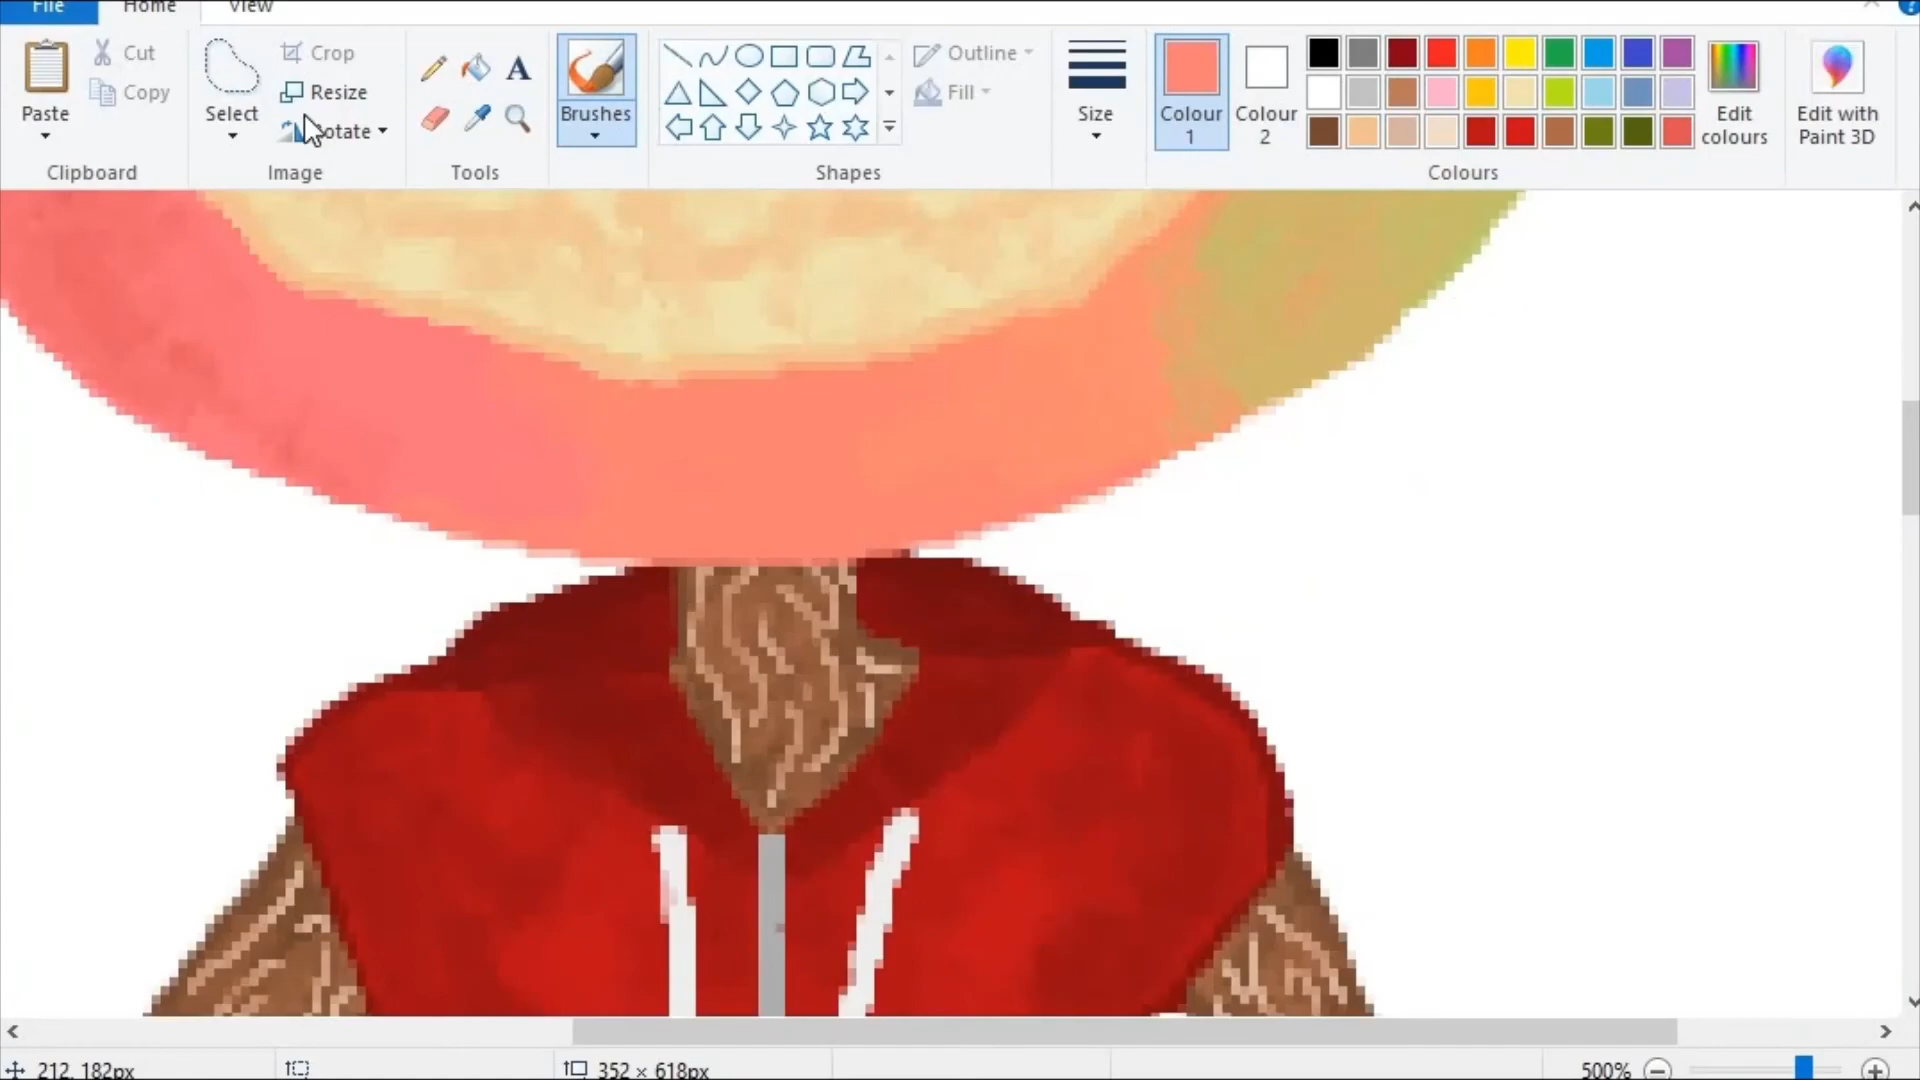 File Home View
Paste
Cut
Copy
Clipboard
Select
Crop
Resize
Rotate
Image
A
Tools
Brushes
Shapes
Outline
Fill
Size
Colour 1
Colour 2
Colours
Edit colours
Edit with Paint 3D
212, 182px
352 × 618px
500%